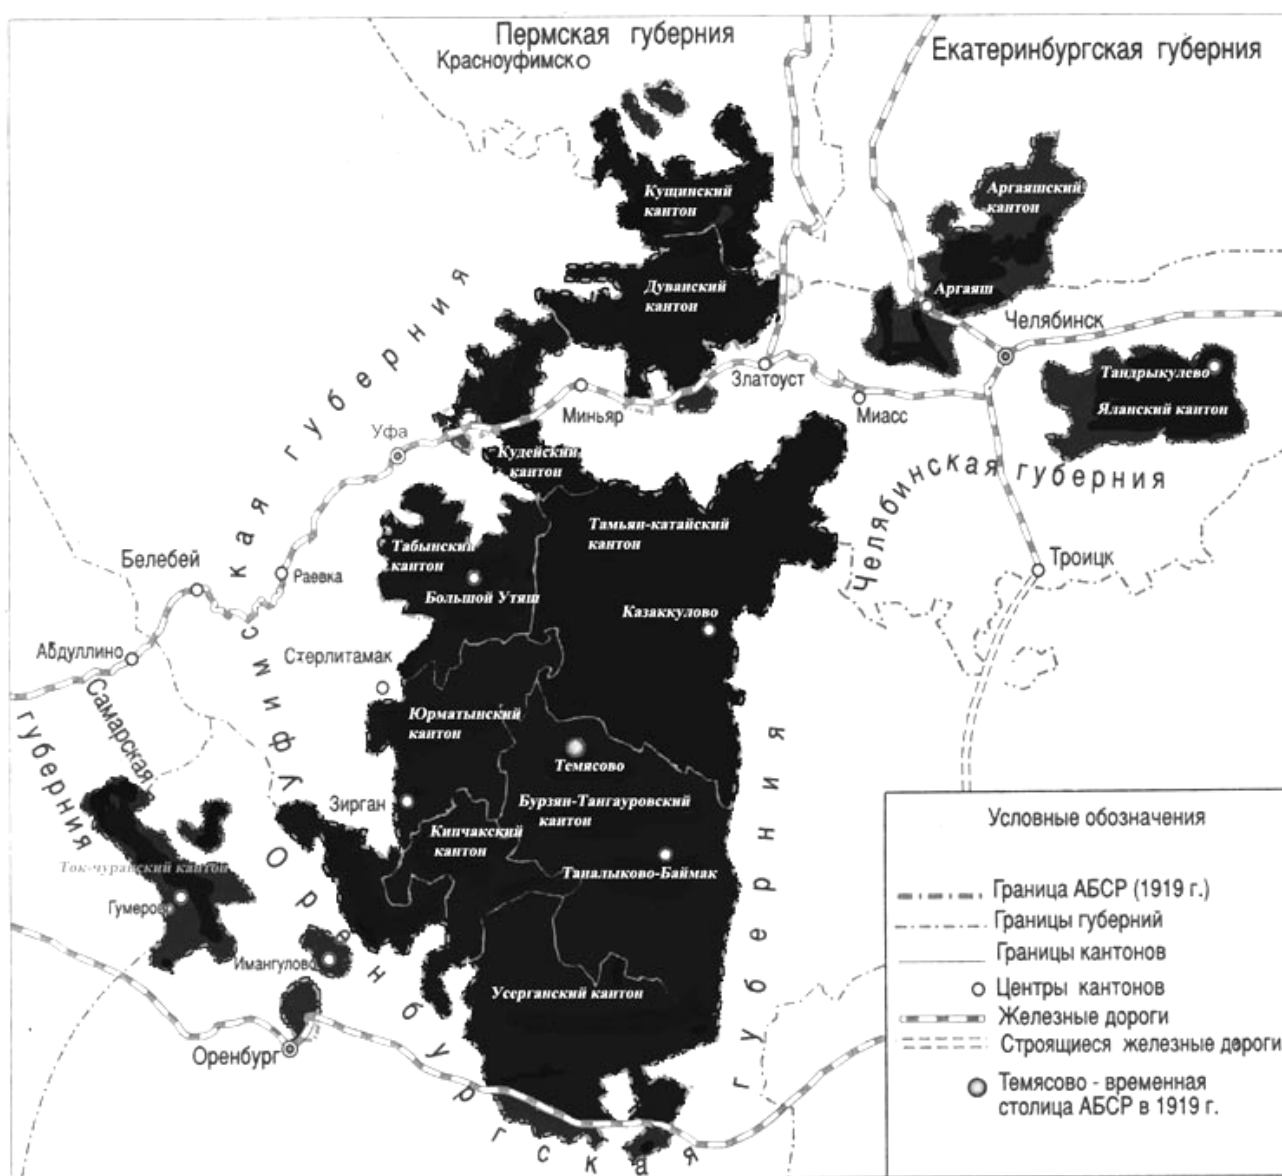 Пермская губерния
Екатеринбургская губерния
Красноуфимск
Кущинский
кантон
Аргаяшский
кантон
Дуванский
кантон
Аргаяш
Челябинск
Златоуст
Миасс
Тандрыкулево
Яланский кантон
Миньяр
Уфа
Кудейский
кантон
Челябинская губерния
Тамьян-катайский
кантон
Табынский
кантон
Большой Утяш
Троицк
Белебей
Раевка
Казаккулово
Абдуллино
Стерлитамак
Самарская
губерния
Уфимская губерния
Юрматынский
кантон
Темясово
Зирган
Бурзян-Тангауровский
кантон
Кипчакский
кантон
Таналыково-Баймак
Ток-чуранский кантон
Гумерово
Имангулово
Усерганский кантон
Оренбург
Оренбургская губерния
Условные обозначения
Граница АБСР (1919 г.)
Границы губерний
Границы кантонов
Центры кантонов
Железные дороги
Строящиеся железные дороги
Темясово - временная
столица АБСР в 1919 г.